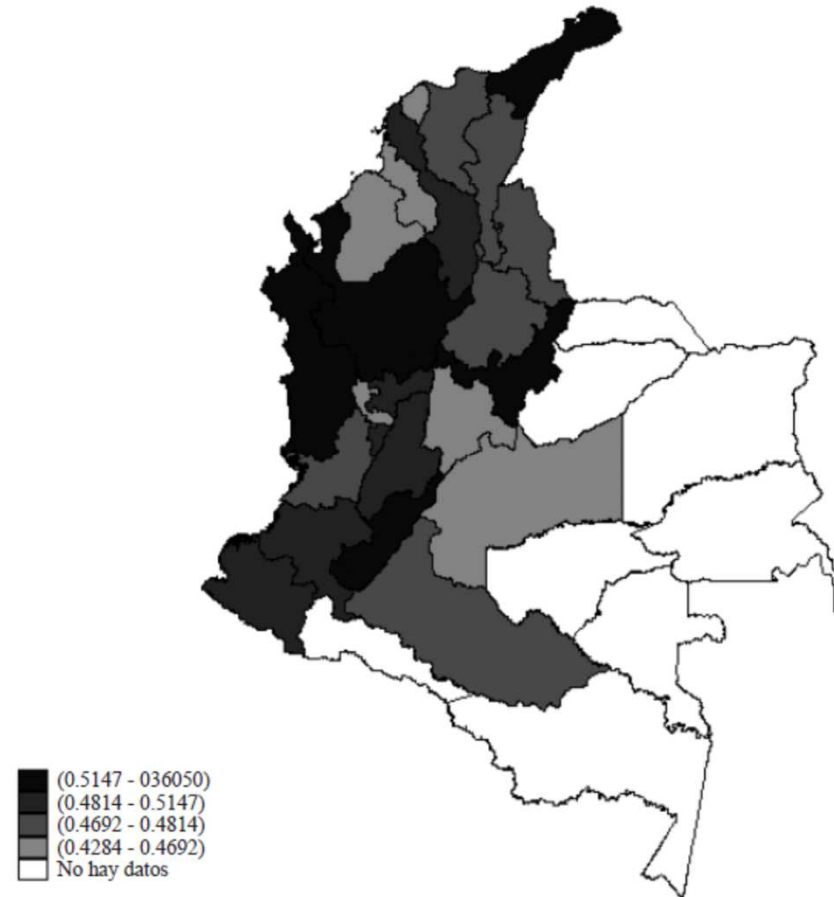 (0.5147 - 036050)
(0.4814 - 0.5147)
(0.4692 - 0.4814)
(0.4284 - 0.4692)
No hay datos